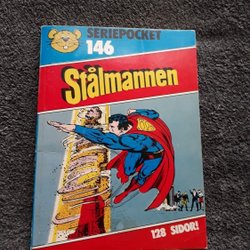 SERIEPOCKET
146
Stålmannen
128 SIDOR!